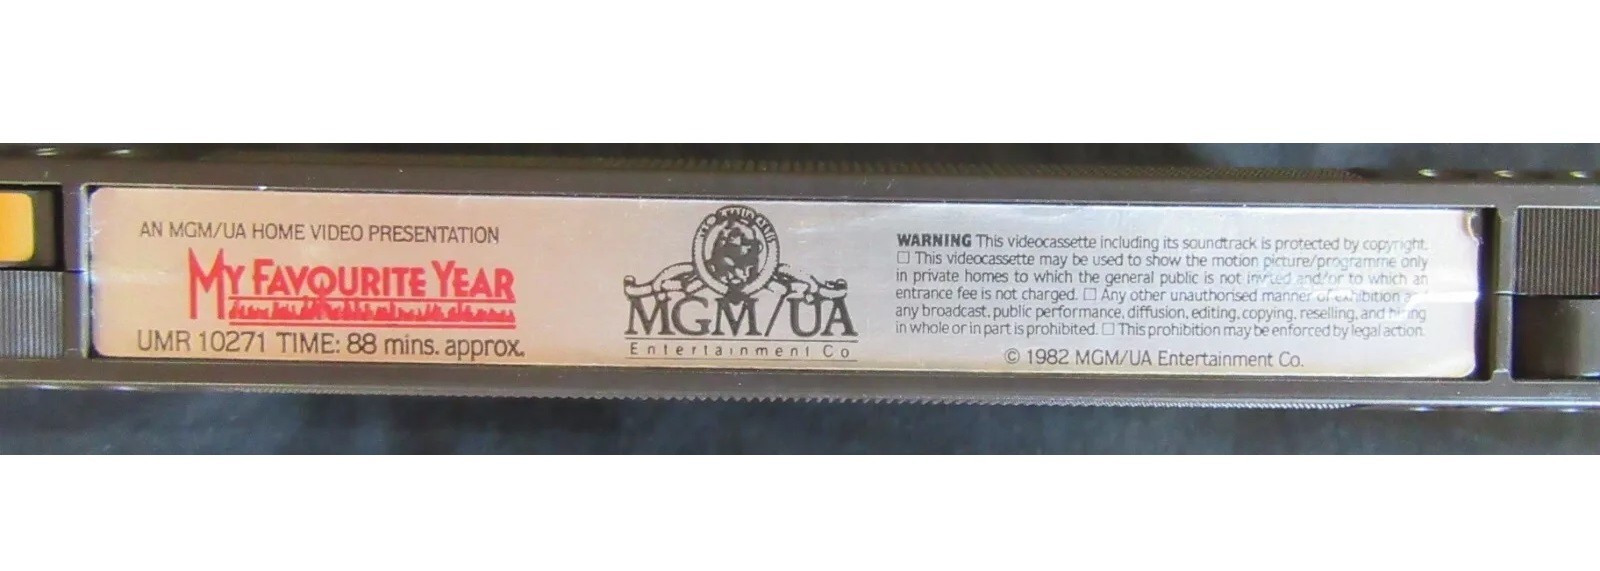 AN MGM/UA HOME VIDEO PRESENTATION
MY FAVOURITE YEAR
UMR 10271 TIME: 88 mins. approx.
MGM/UA
Entertainment Co
WARNING This videocassette including its soundtrack is protected by copyright.
☐ This videocassette may be used to show the motion picture/programme only
in private homes to which the general public is not invited and/or to which an
entrance fee is not charged. ☐ Any other unauthorised manner of exhibition
any broadcast, public performance, diffusion, editing, copying, reselling, and hiring
in whole or in part is prohibited. ☐ This prohibition may be enforced by legal action.
© 1982 MGM/UA Entertainment Co.